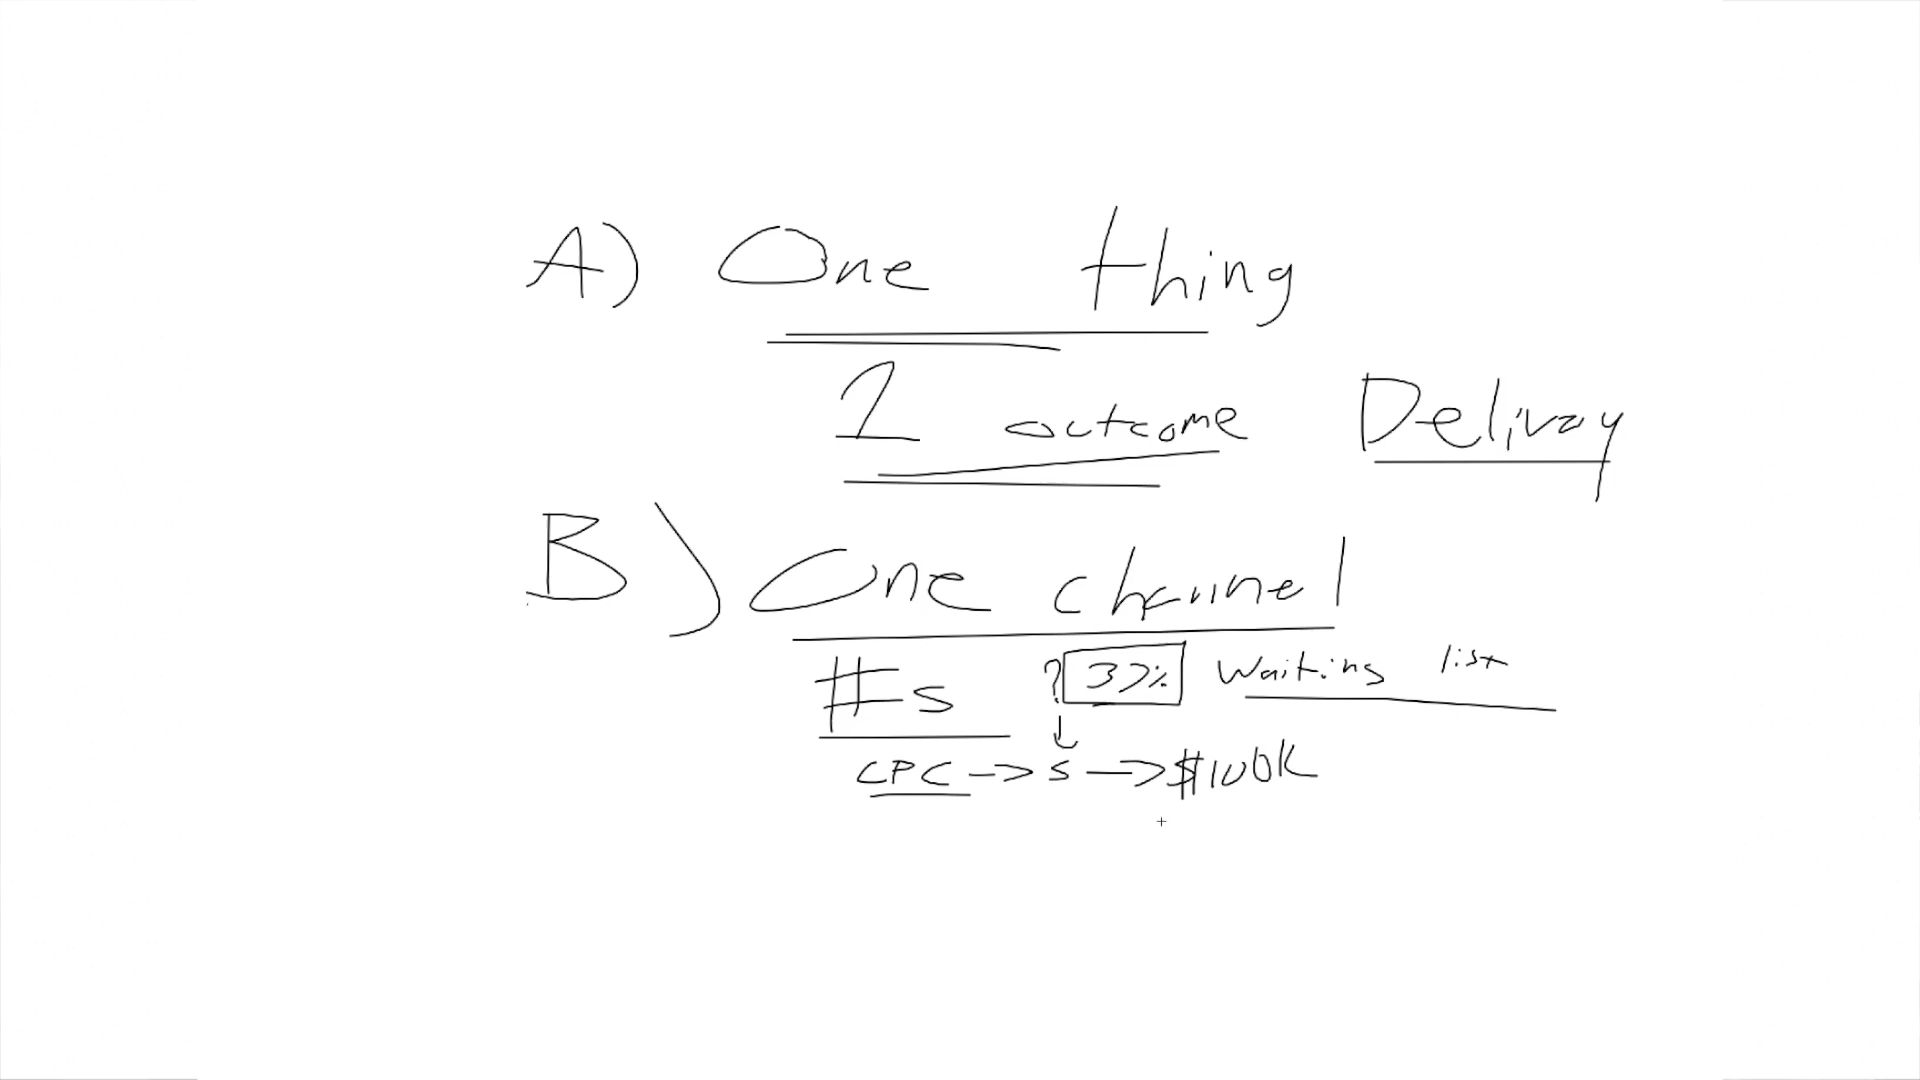 A) One thing
1 outcome Delivery
B) One channel
#s ? 37% Waiting list
↓
CPC -> s -> $100K